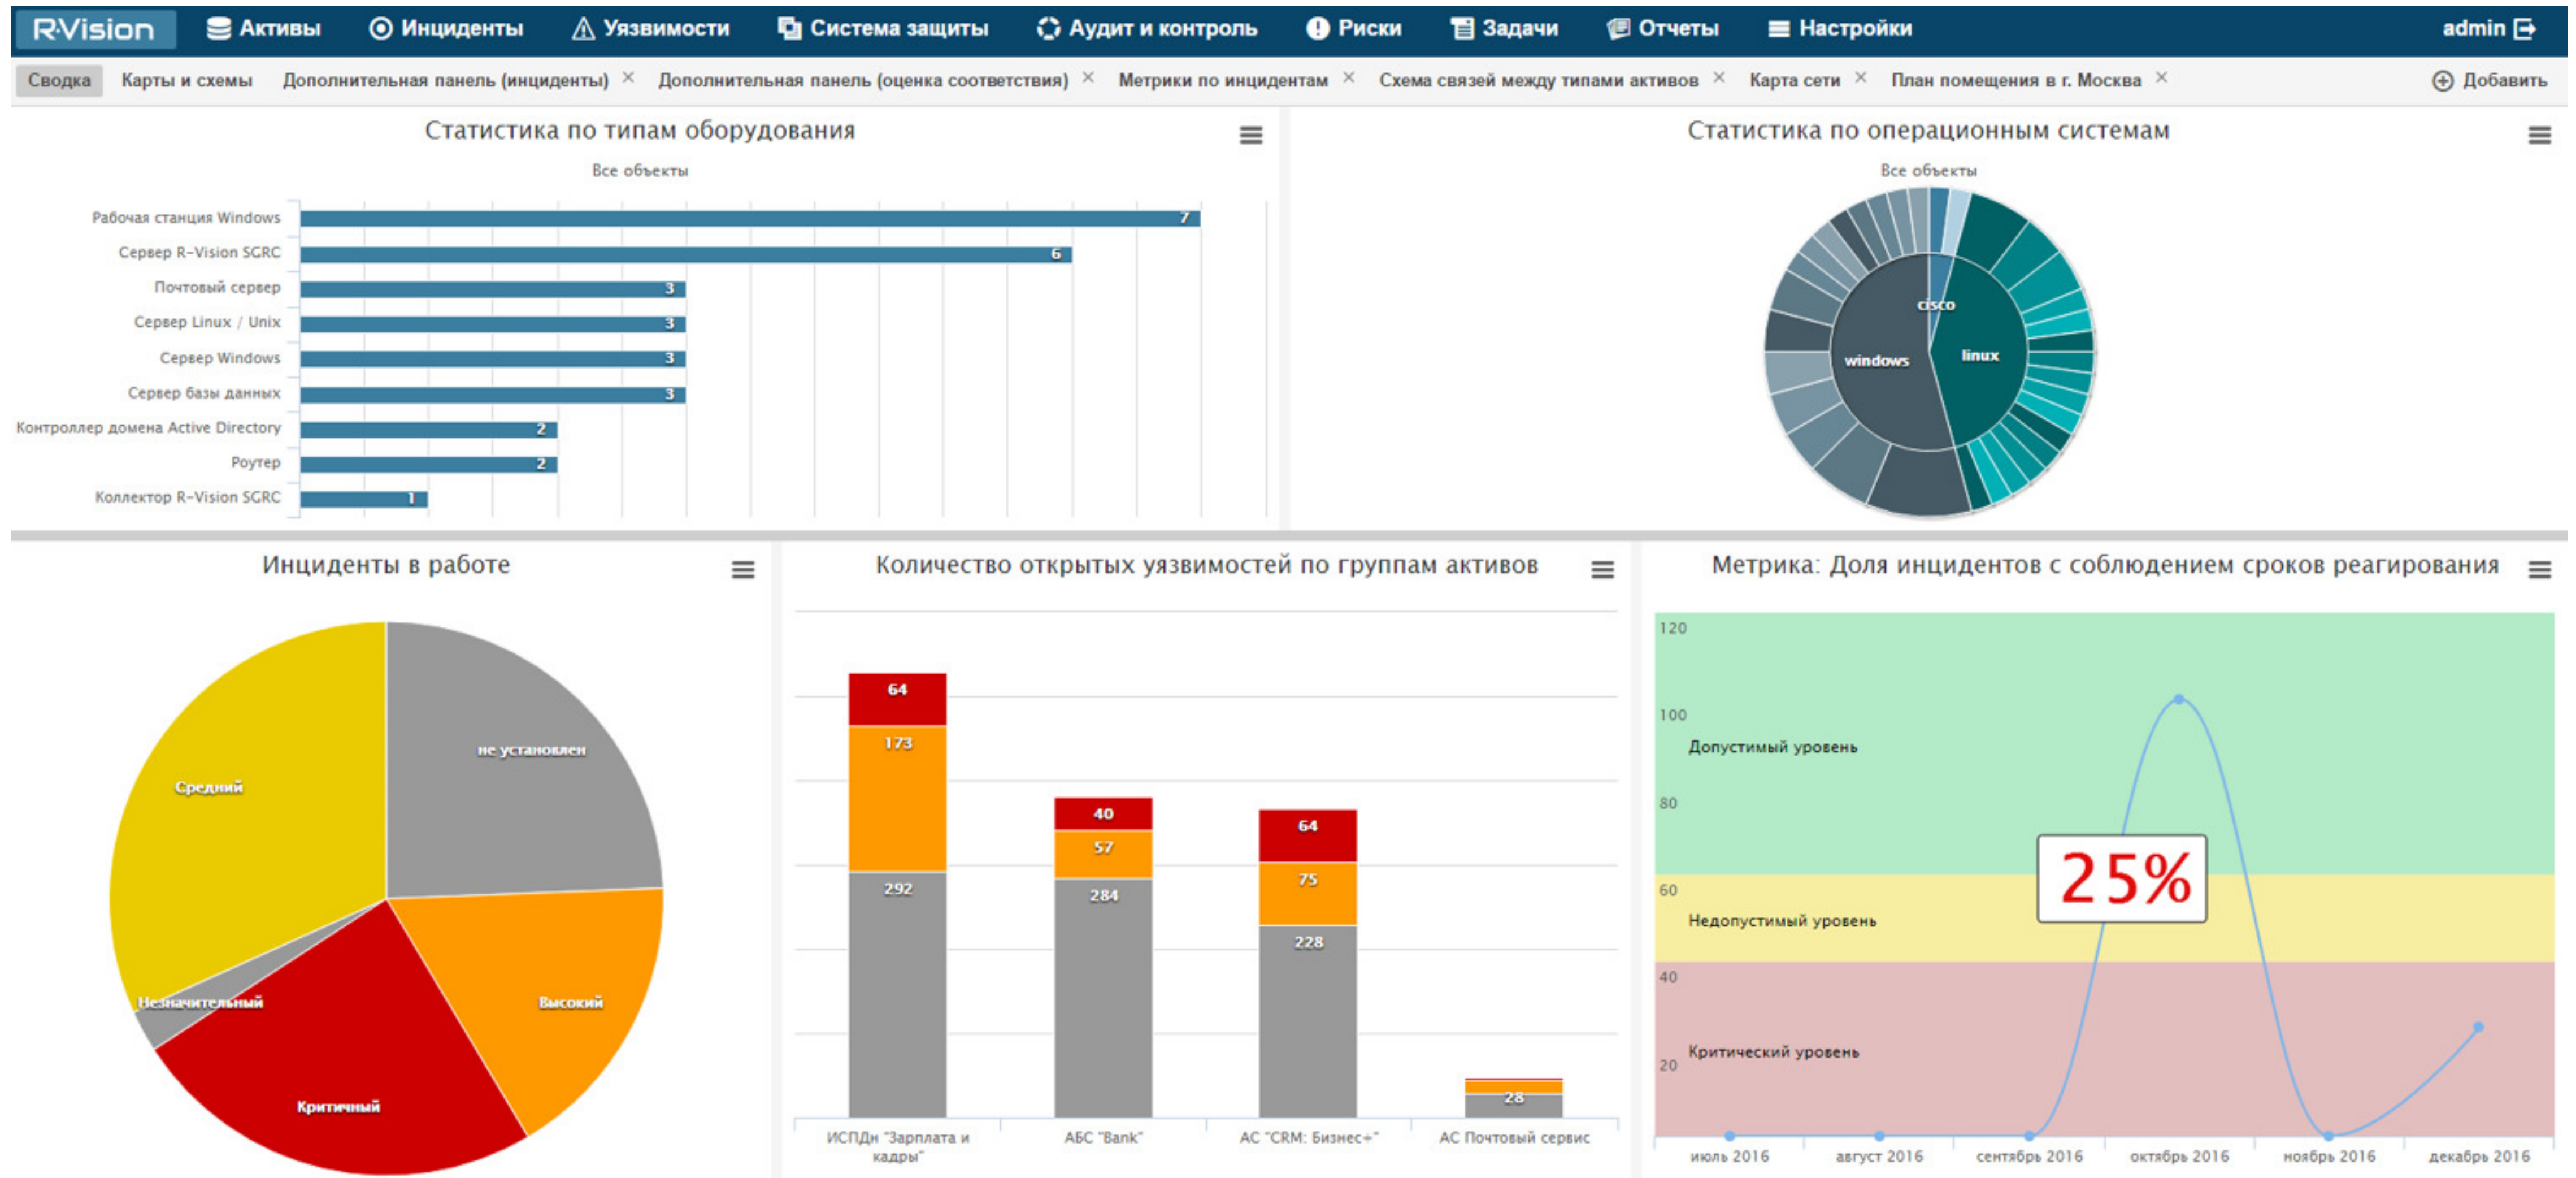 R·Vision Активы Инциденты Уязвимости Система защиты Аудит и контроль Риски Задачи Отчеты Настройки admin
Сводка Карты и схемы Дополнительная панель (инциденты) × Дополнительная панель (оценка соответствия) × Метрики по инцидентам × Схема связей между типами активов × Карта сети × План помещения в г. Москва × Добавить
Статистика по типам оборудования
Все объекты
Рабочая станция Windows 7
Сервер R-Vision SGRC 6
Почтовый сервер 3
Сервер Linux / Unix 3
Сервер Windows 3
Сервер базы данных 3
Контроллер домена Active Directory 2
Роутер 2
Коллектор R-Vision SGRC 1
Статистика по операционным системам
Все объекты
cisco
windows
linux
Инциденты в работе
не установлен
Средний
Незначительный
Высокий
Критичный
Количество открытых уязвимостей по группам активов
64
173
292
40
57
284
64
75
228
28
ИСПДн "Зарплата и
кадры"
АБС "Bank"
АС "CRM: Бизнес+"
АС Почтовый сервис
Метрика: Доля инцидентов с соблюдением сроков реагирования
120
100
Допустимый уровень
80
25%
60
Недопустимый уровень
40
Критический уровень
20
июль 2016 август 2016 сентябрь 2016 октябрь 2016 ноябрь 2016 декабрь 2016